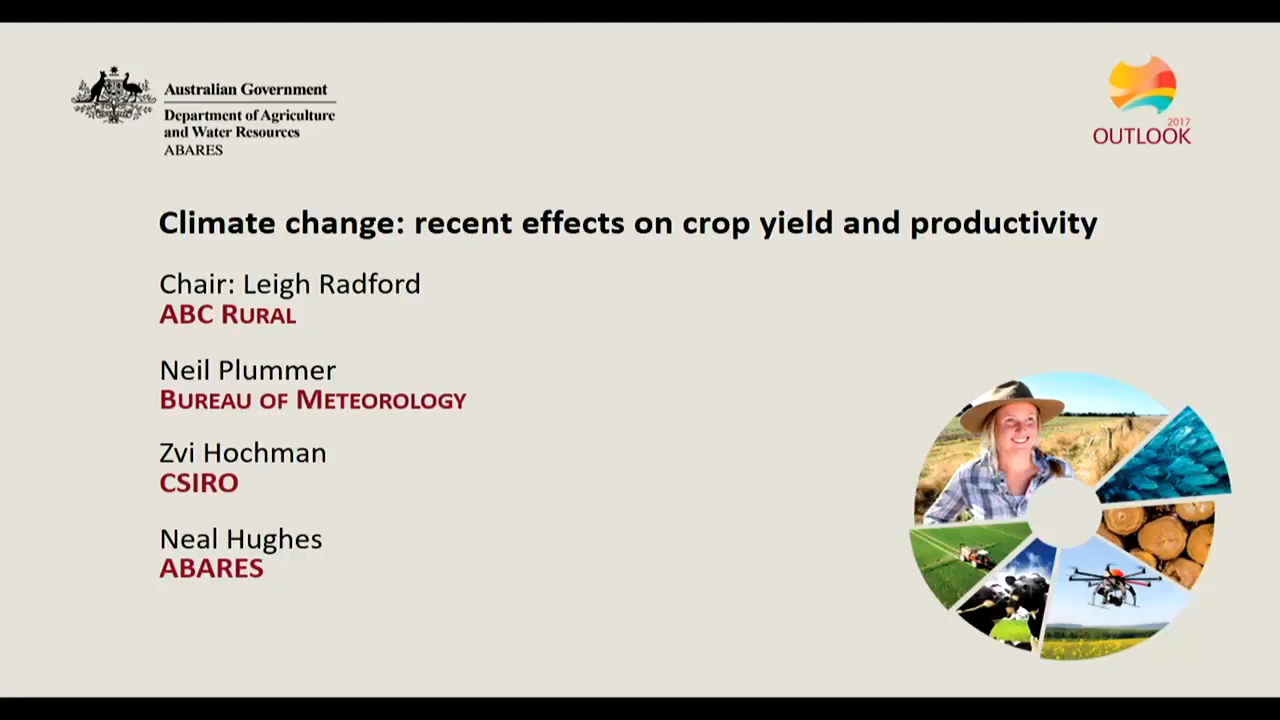 Australian Government
Department of Agriculture
and Water Resources
ABARES
2017
OUTLOOK
Climate change: recent effects on crop yield and productivity
Chair: Leigh Radford
ABC RURAL
Neil Plummer
BUREAU OF METEOROLOGY
Zvi Hochman
CSIRO
Neal Hughes
ABARES